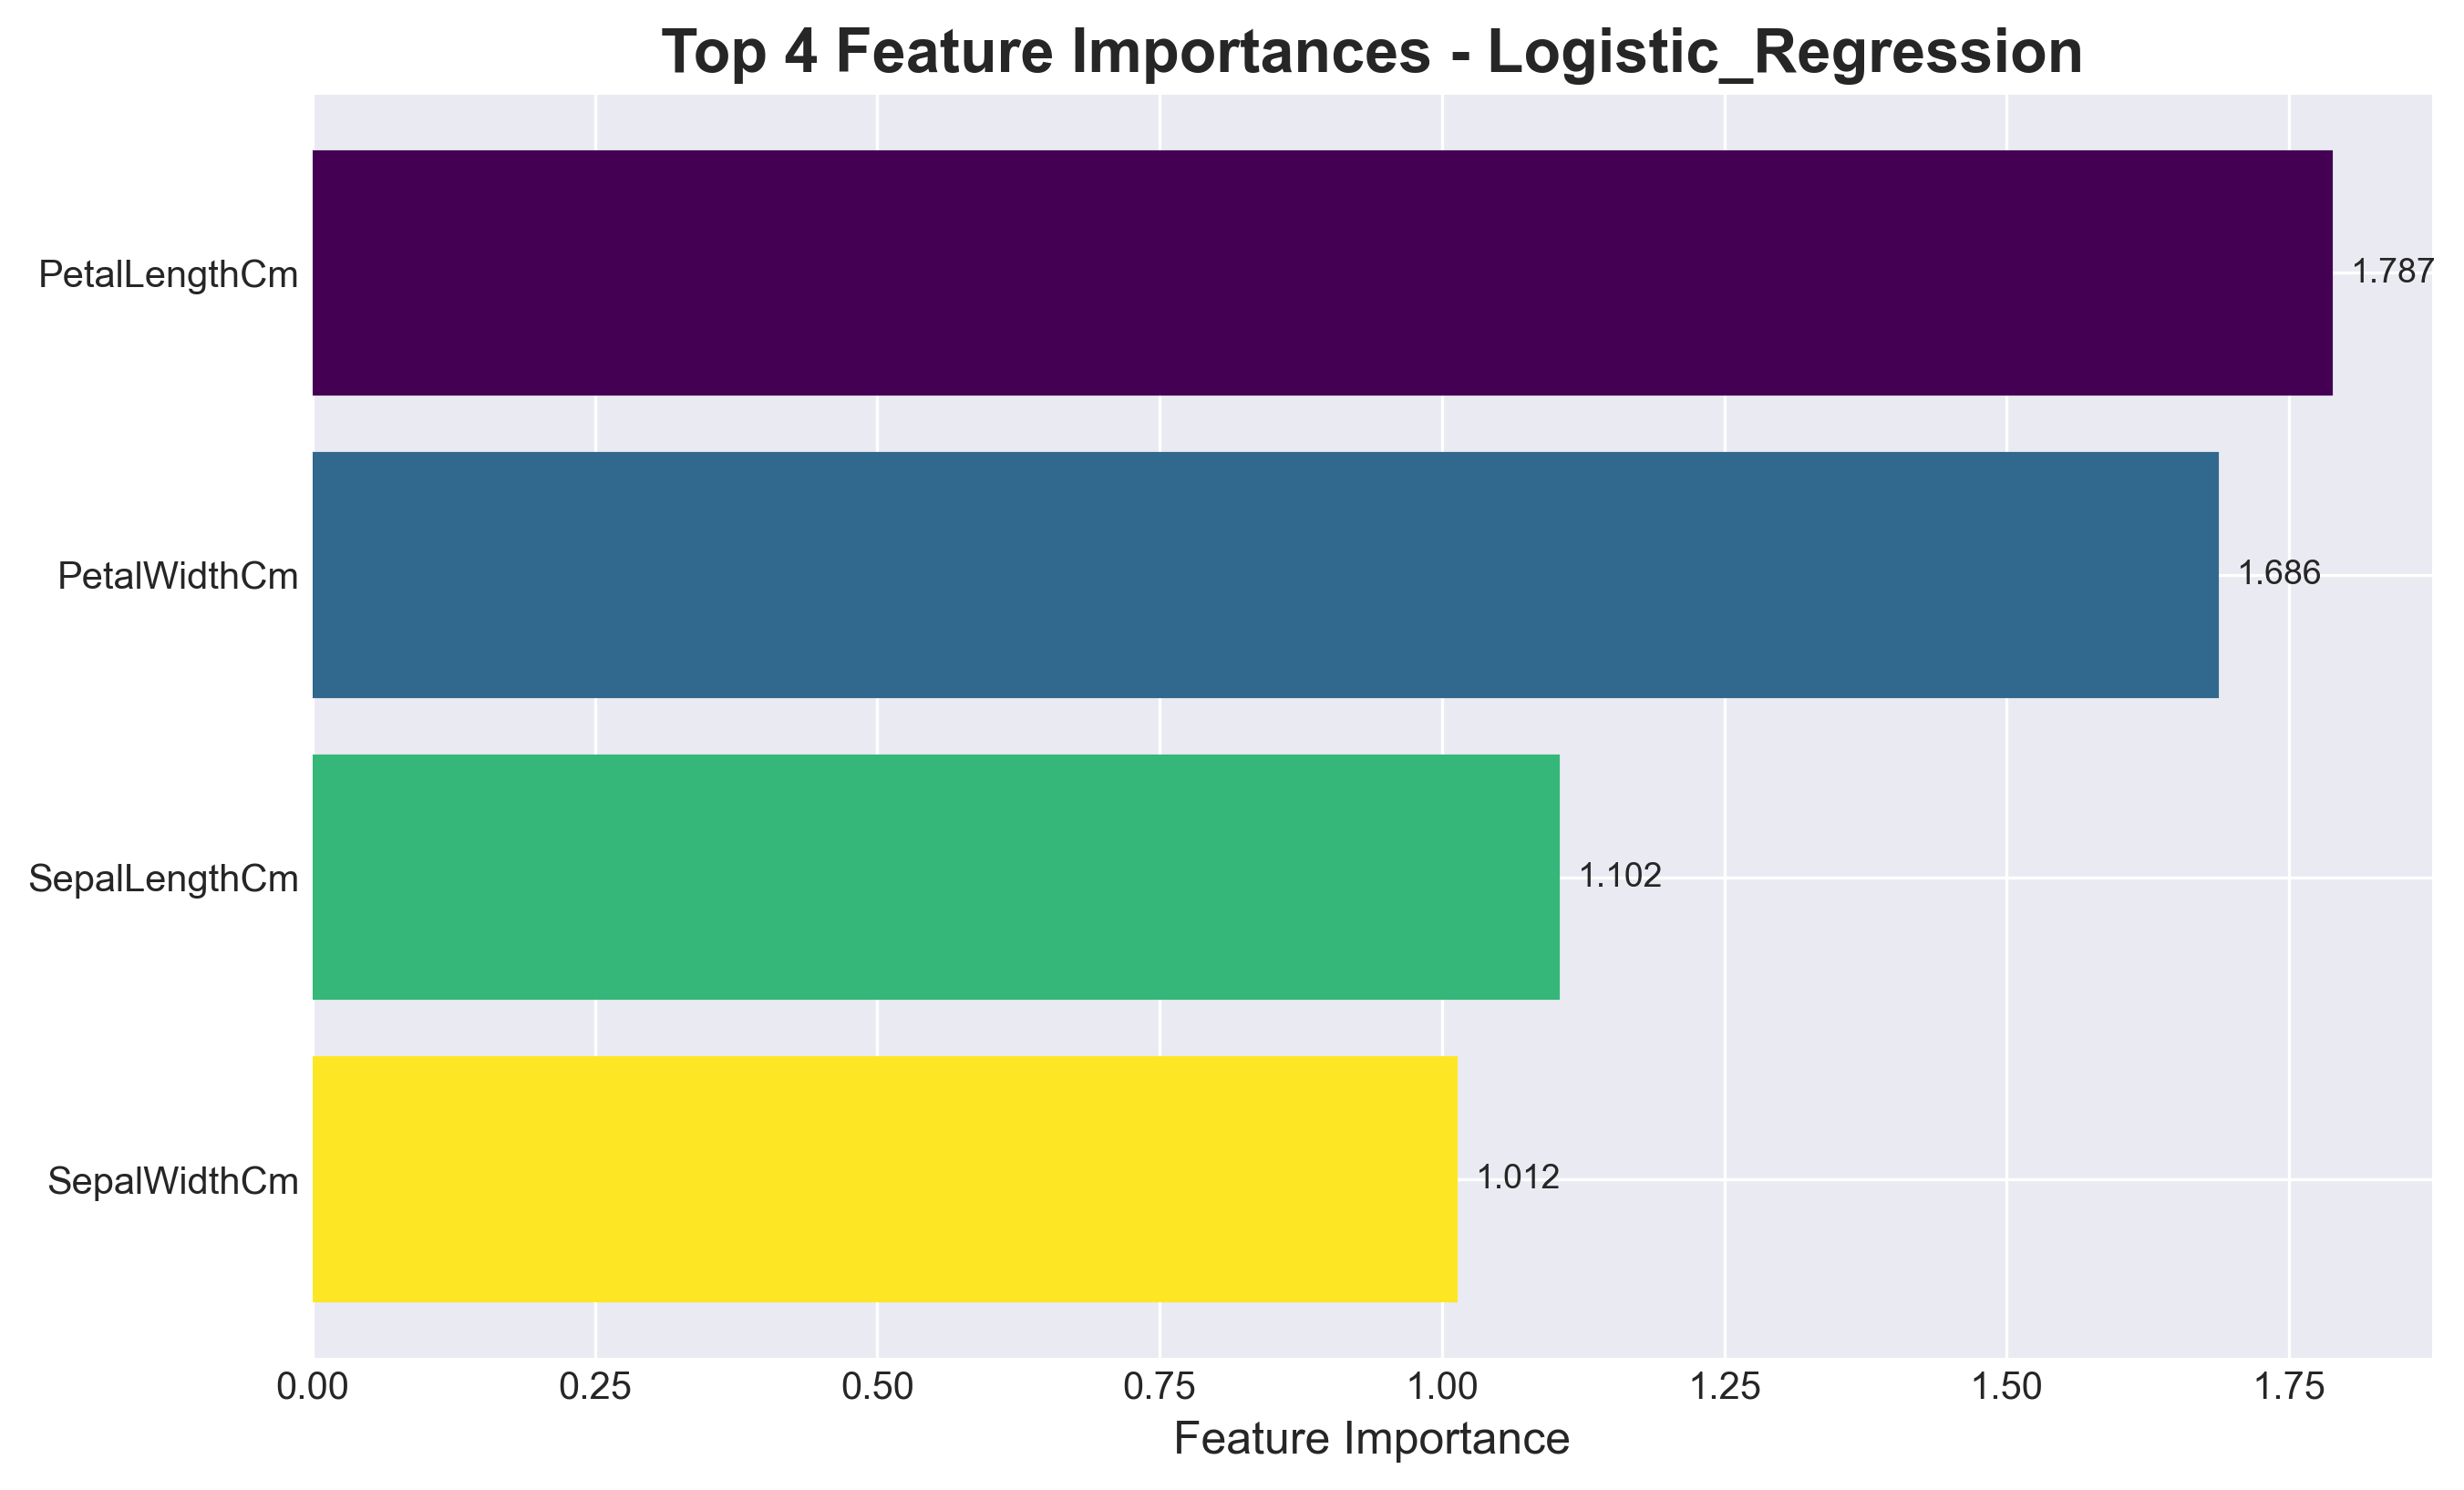 Top 4 Feature Importances - Logistic_Regression
PetalLengthCm
1.787
PetalWidthCm
1.686
SepalLengthCm
1.102
SepalWidthCm
1.012
0.00 0.25 0.50 0.75 1.00 1.25 1.50 1.75
Feature Importance